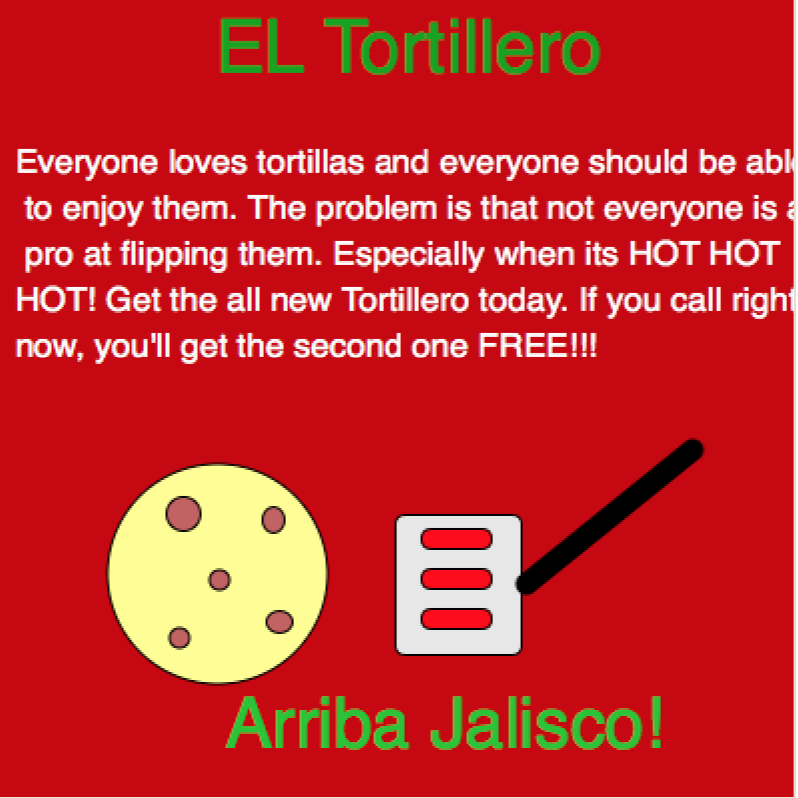 EL Tortillero
Everyone loves tortillas and everyone should be abl
to enjoy them. The problem is that not everyone is a
pro at flipping them. Especially when its HOT HOT
HOT! Get the all new Tortillero today. If you call right
now, you'll get the second one FREE!!!
Arriba Jalisco!